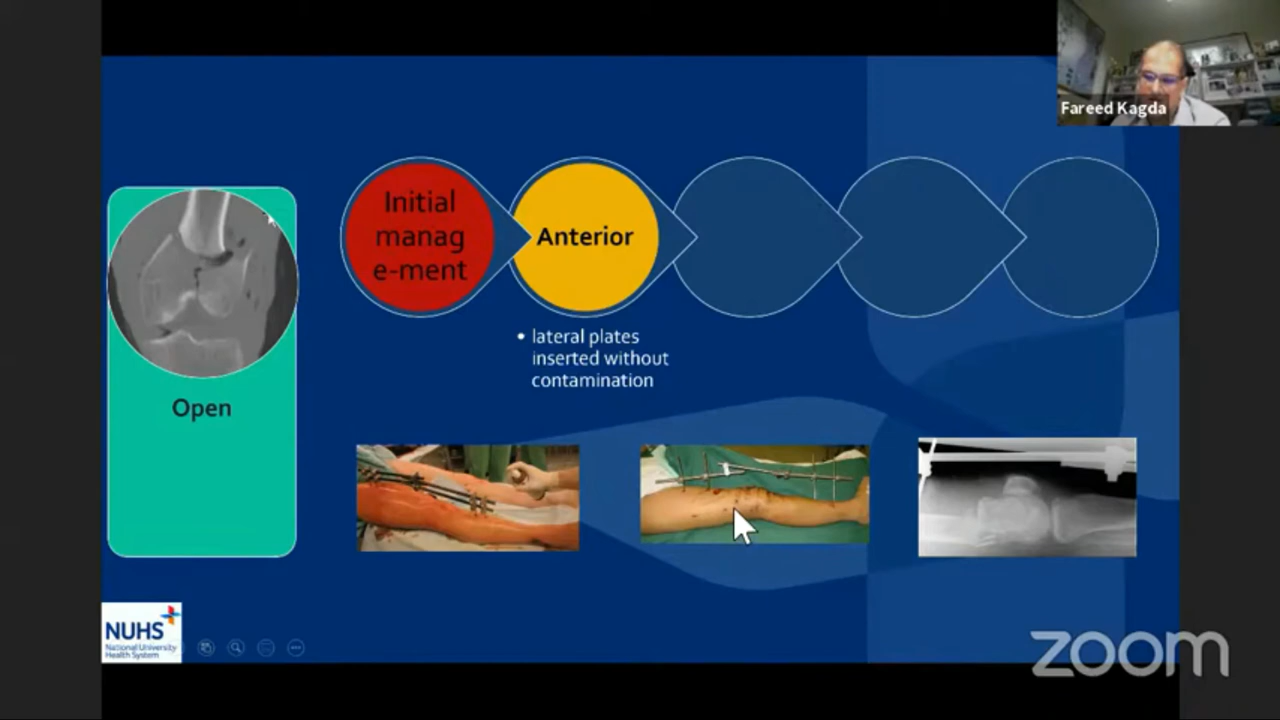 Fareed Kagda
Initial
manag
e-ment
Anterior
• lateral plates
inserted without
contamination
Open
NUHS
National University
Health System
zoom